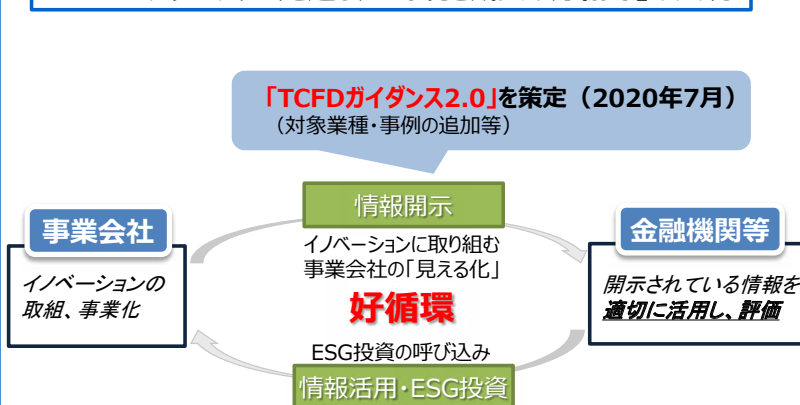 「TCFDガイダンス2.0」を策定（2020年7月）
（対象業種・事例の追加等）
情報開示
事業会社
金融機関等
イノベーションに取り組む
事業会社の「見える化」
イノベーションの
取組、事業化
開示されている情報を
適切に活用し、評価
好循環
ESG投資の呼び込み
情報活用・ESG投資